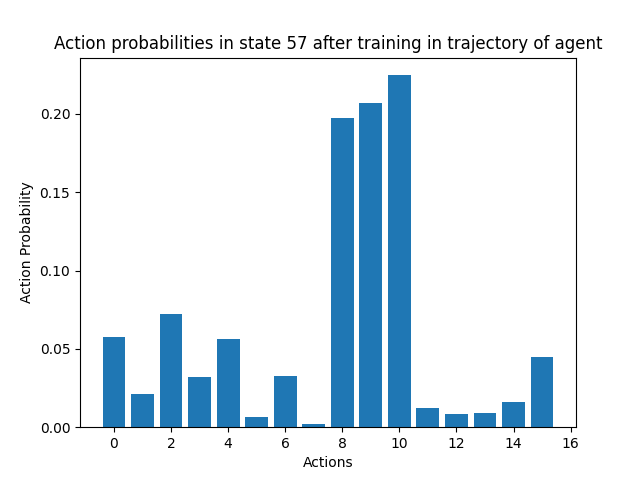 Action probabilities in state 57 after training in trajectory of agent
Action Probability
0.20
0.15
0.10
0.05
0.00
0 2 4 6 8 10 12 14 16
Actions